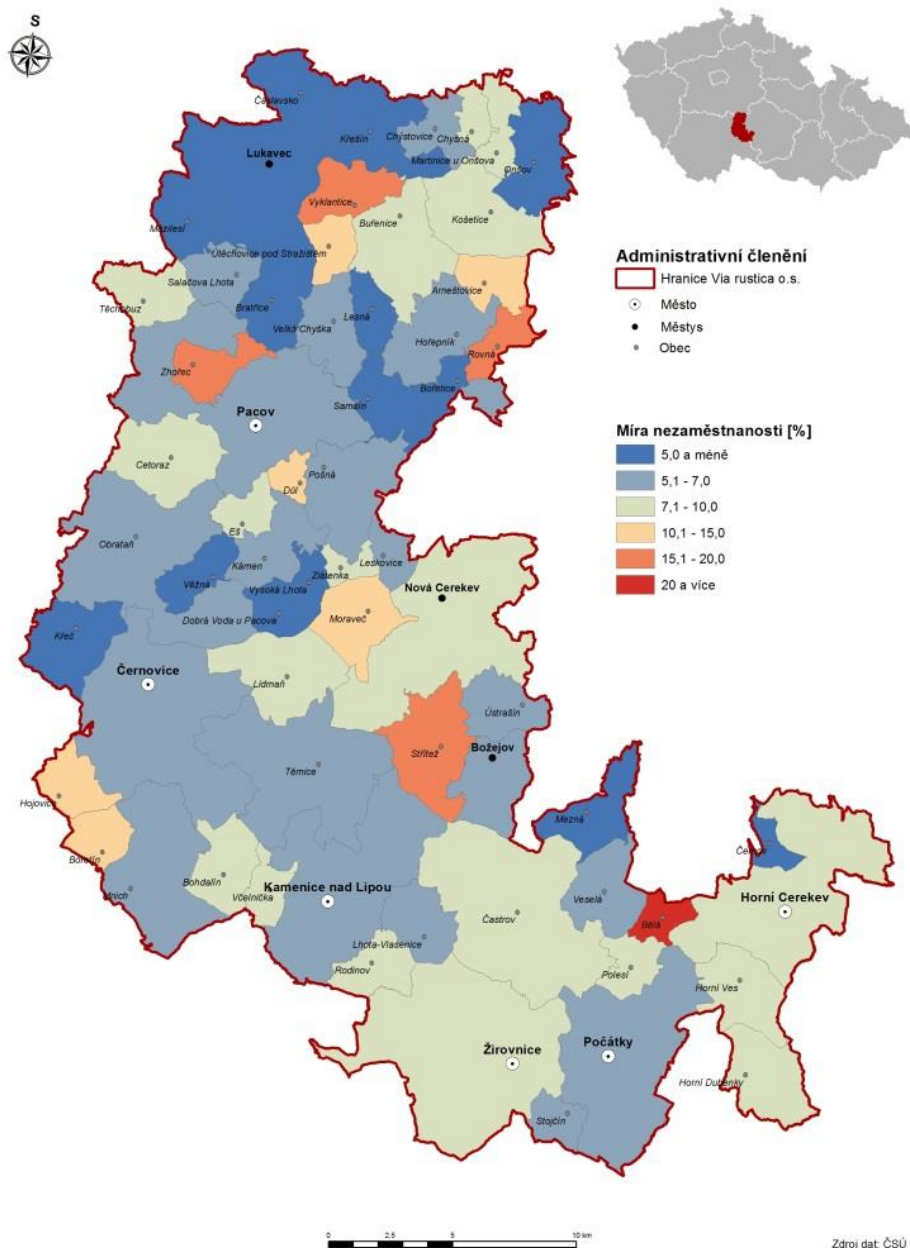 S
Čáslavsko
Křešín
Chýstovice
Chyšná
Lukavec
Martinice u Onšova
Onšov
Vyklantice
Mezilesí
Buřenice
Košetice
Útěchovice pod Stražištěm
Salačova Lhota
Arneštovice
Těchobuz
Bratřice
Lesná
Velká Chyška
Hořepník
Rovná
Zhořec
Bořetice
Samšín
Pacov
Cetoraz
Pošná
Důl
Eš
Obrataň
Kámen
Leskovice
Zlátenka
Věžná
Vysoká Lhota
Nová Cerekev
Dobrá Voda u Pacova
Moraveč
Křeč
Černovice
Lidmaň
Ústrašín
Střítež
Božejov
Těmice
Hojovice
Mezná
Borotín
Bohdalín
Mnich
Včelnička
Kamenice nad Lipou
Veselá
Horní Cerekev
Častrov
Bělá
Lhota-Vlasenice
Rodinov
Polesí
Horní Ves
Počátky
Žirovnice
Horní Dubenky
Stojčín
Administrativní členění
Hranice Via rustica o.s.
Město
Městys
Obec
Míra nezaměstnanosti [%]
5,0 a méně
5,1 - 7,0
7,1 - 10,0
10,1 - 15,0
15,1 - 20,0
20 a více
0 2,5 5 10 km
Zdroj dat: ČSÚ